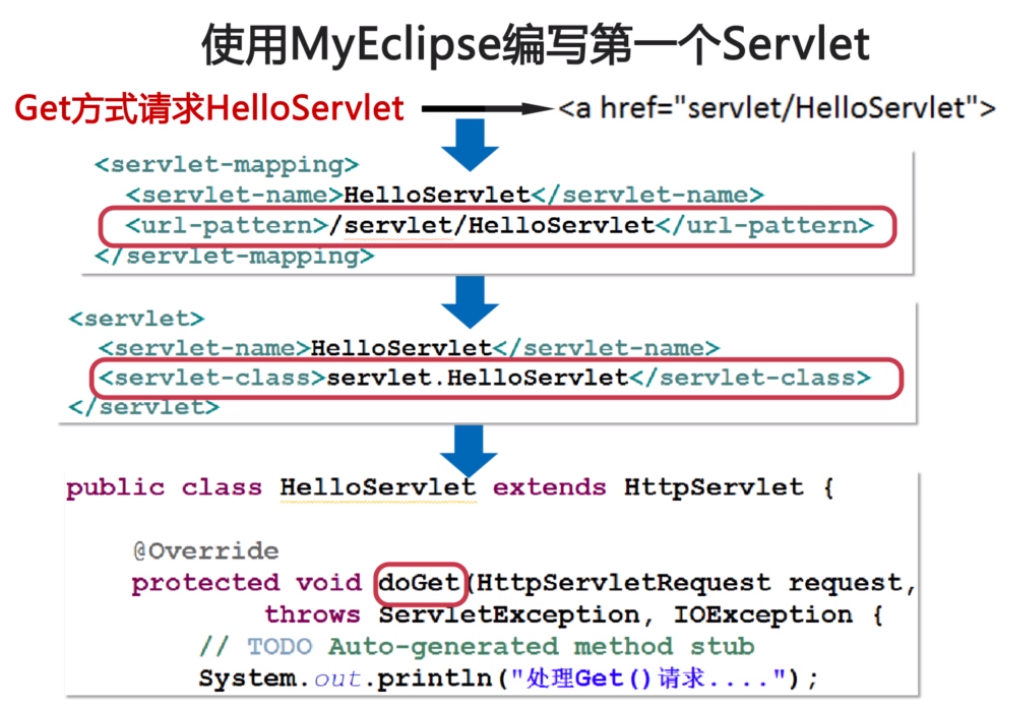 使用MyEclipse编写第一个Servlet
Get方式请求HelloServlet
<a href="servlet/HelloServlet">
<servlet-mapping>
<servlet-name>HelloServlet</servlet-name>
<url-pattern>/servlet/HelloServlet</url-pattern>
</servlet-mapping>
<servlet>
<servlet-name>HelloServlet</servlet-name>
<servlet-class>servlet.HelloServlet</servlet-class>
</servlet>
public class HelloServlet extends HttpServlet {
@Override
protected void doGet(HttpServletRequest request,
throws ServletException, IOException {
// TODO Auto-generated method stub
System.out.println("处理Get()请求....");